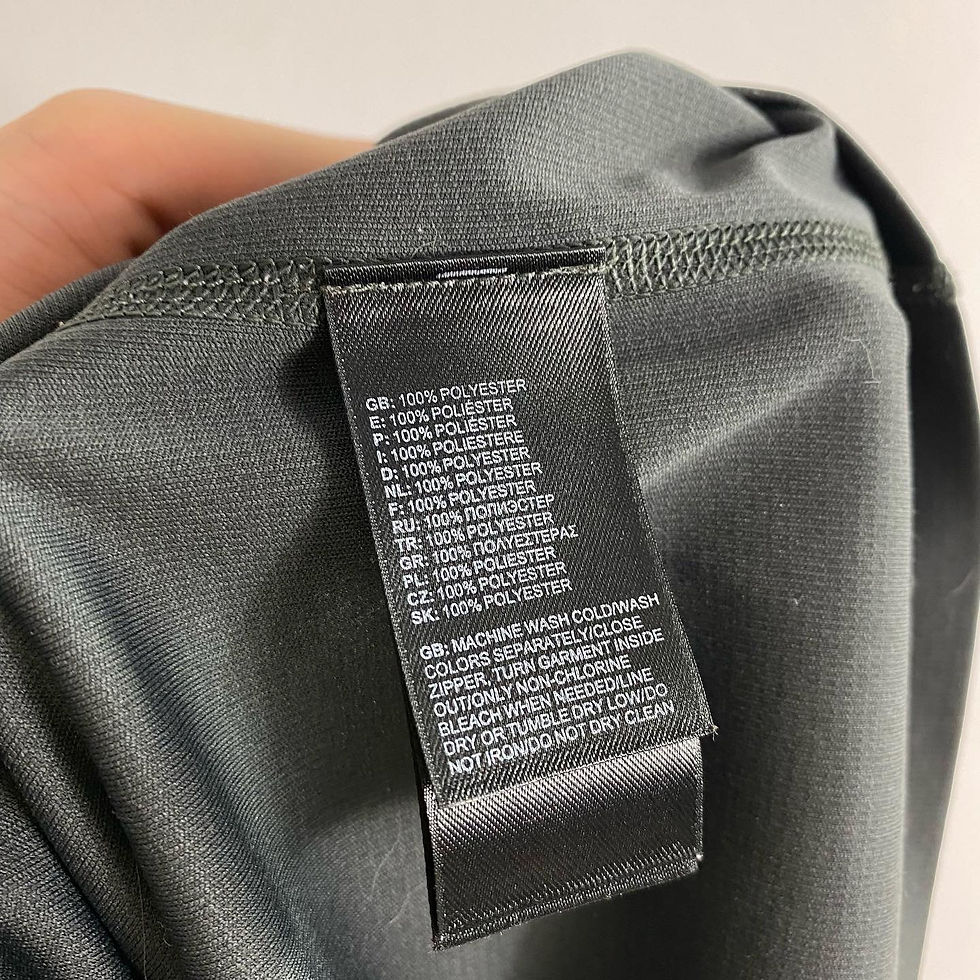 GB: 100% POLYESTER
E: 100% POLIÉSTER
P: 100% POLIÉSTER
I: 100% POLIESTERE
D: 100% POLYESTER
NL: 100% POLYESTER
F: 100% POLYESTER
RU: 100% ПОЛИЭСТЕР
TR: 100% POLYESTER
GR: 100% ΠΟΛΥΕΣΤΕΡΑΣ
PL: 100% POLIESTER
CZ: 100% POLYESTER
SK: 100% POLYESTER
GB: MACHINE WASH COLD/WASH
COLORS SEPARATELY/CLOSE
ZIPPER, TURN GARMENT INSIDE
OUT/ONLY NON-CHLORINE
BLEACH WHEN NEEDED/LINE
DRY OR TUMBLE DRY LOW/DO
NOT IRON/DO NOT DRY CLEAN